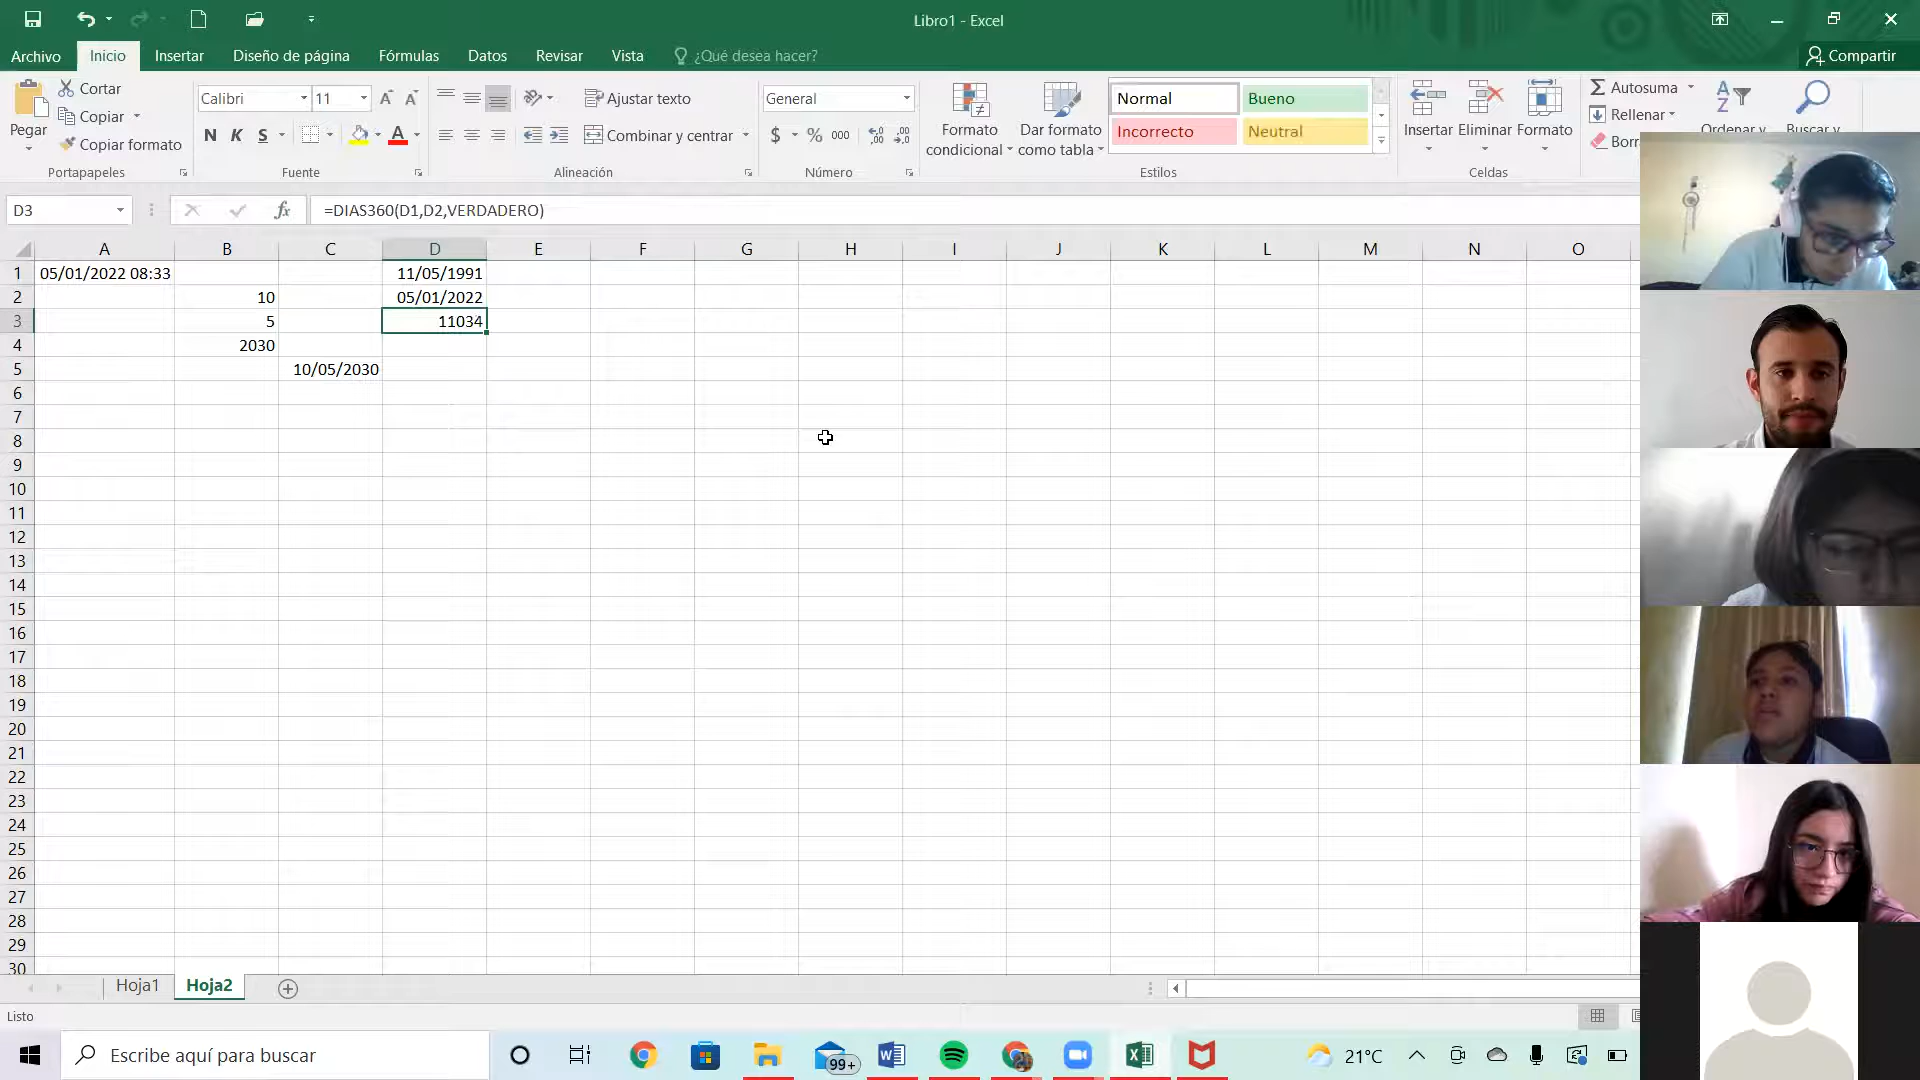 Libro1 - Excel
Archivo Inicio Insertar Diseño de página Fórmulas Datos Revisar Vista ¿Qué desea hacer? Compartir
Pegar Cortar Copiar Copiar formato Portapapeles
Calibri 11 N K S Fuente
Ajustar texto Combinar y centrar Alineación
General $ % 000 Número
Formato condicional Dar formato como tabla Normal Bueno Incorrecto Neutral Estilos
Insertar Eliminar Formato Celdas
Autosuma Rellenar Borr Ordenar y Buscar y
D3 fx =DIAS360(D1,D2,VERDADERO)
A B C D E F G H I J K L M N O
1 05/01/2022 08:33 11/05/1991
2 10 05/01/2022
3 5 11034
4 2030
5 10/05/2030
6
7
8
9
10
11
12
13
14
15
16
17
18
19
20
21
22
23
24
25
26
27
28
29
30
Hoja1 Hoja2
Listo
Escribe aquí para buscar 99+ 21°C